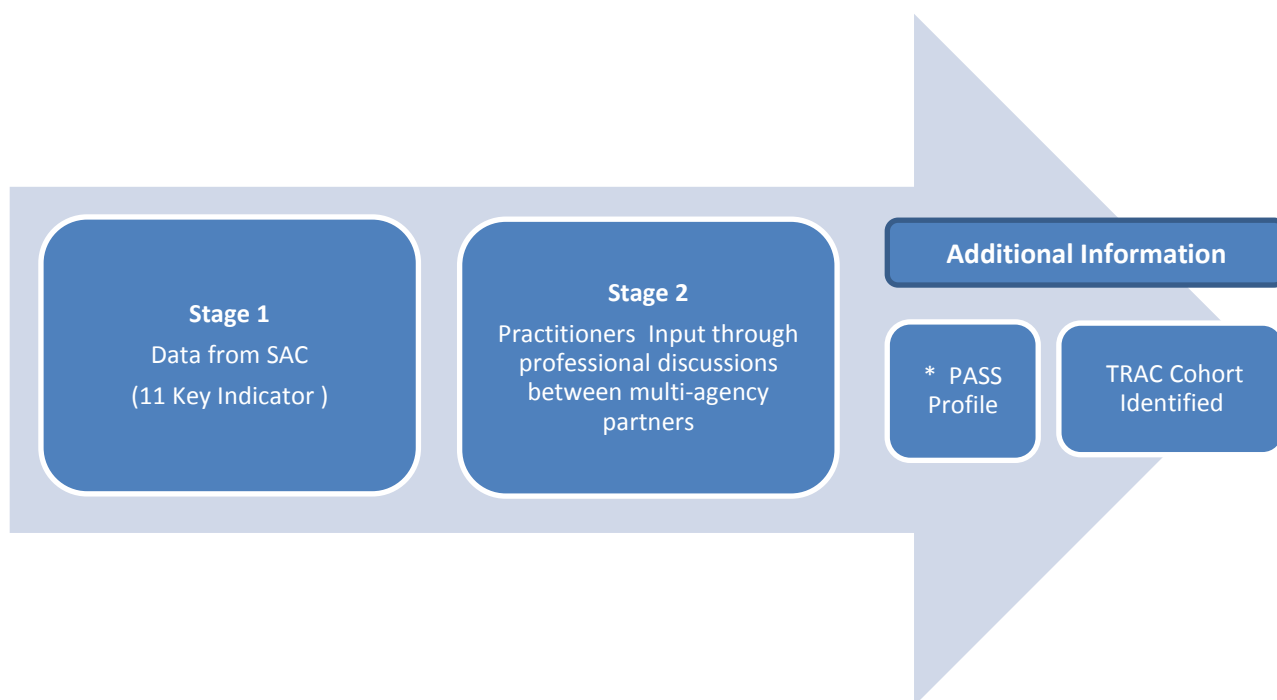 Stage 1
Data from SAC
(11 Key Indicator )
Stage 2
Practitioners  Input through
professional discussions
between multi-agency
partners
Additional Information
*  PASS
Profile
TRAC Cohort
Identified